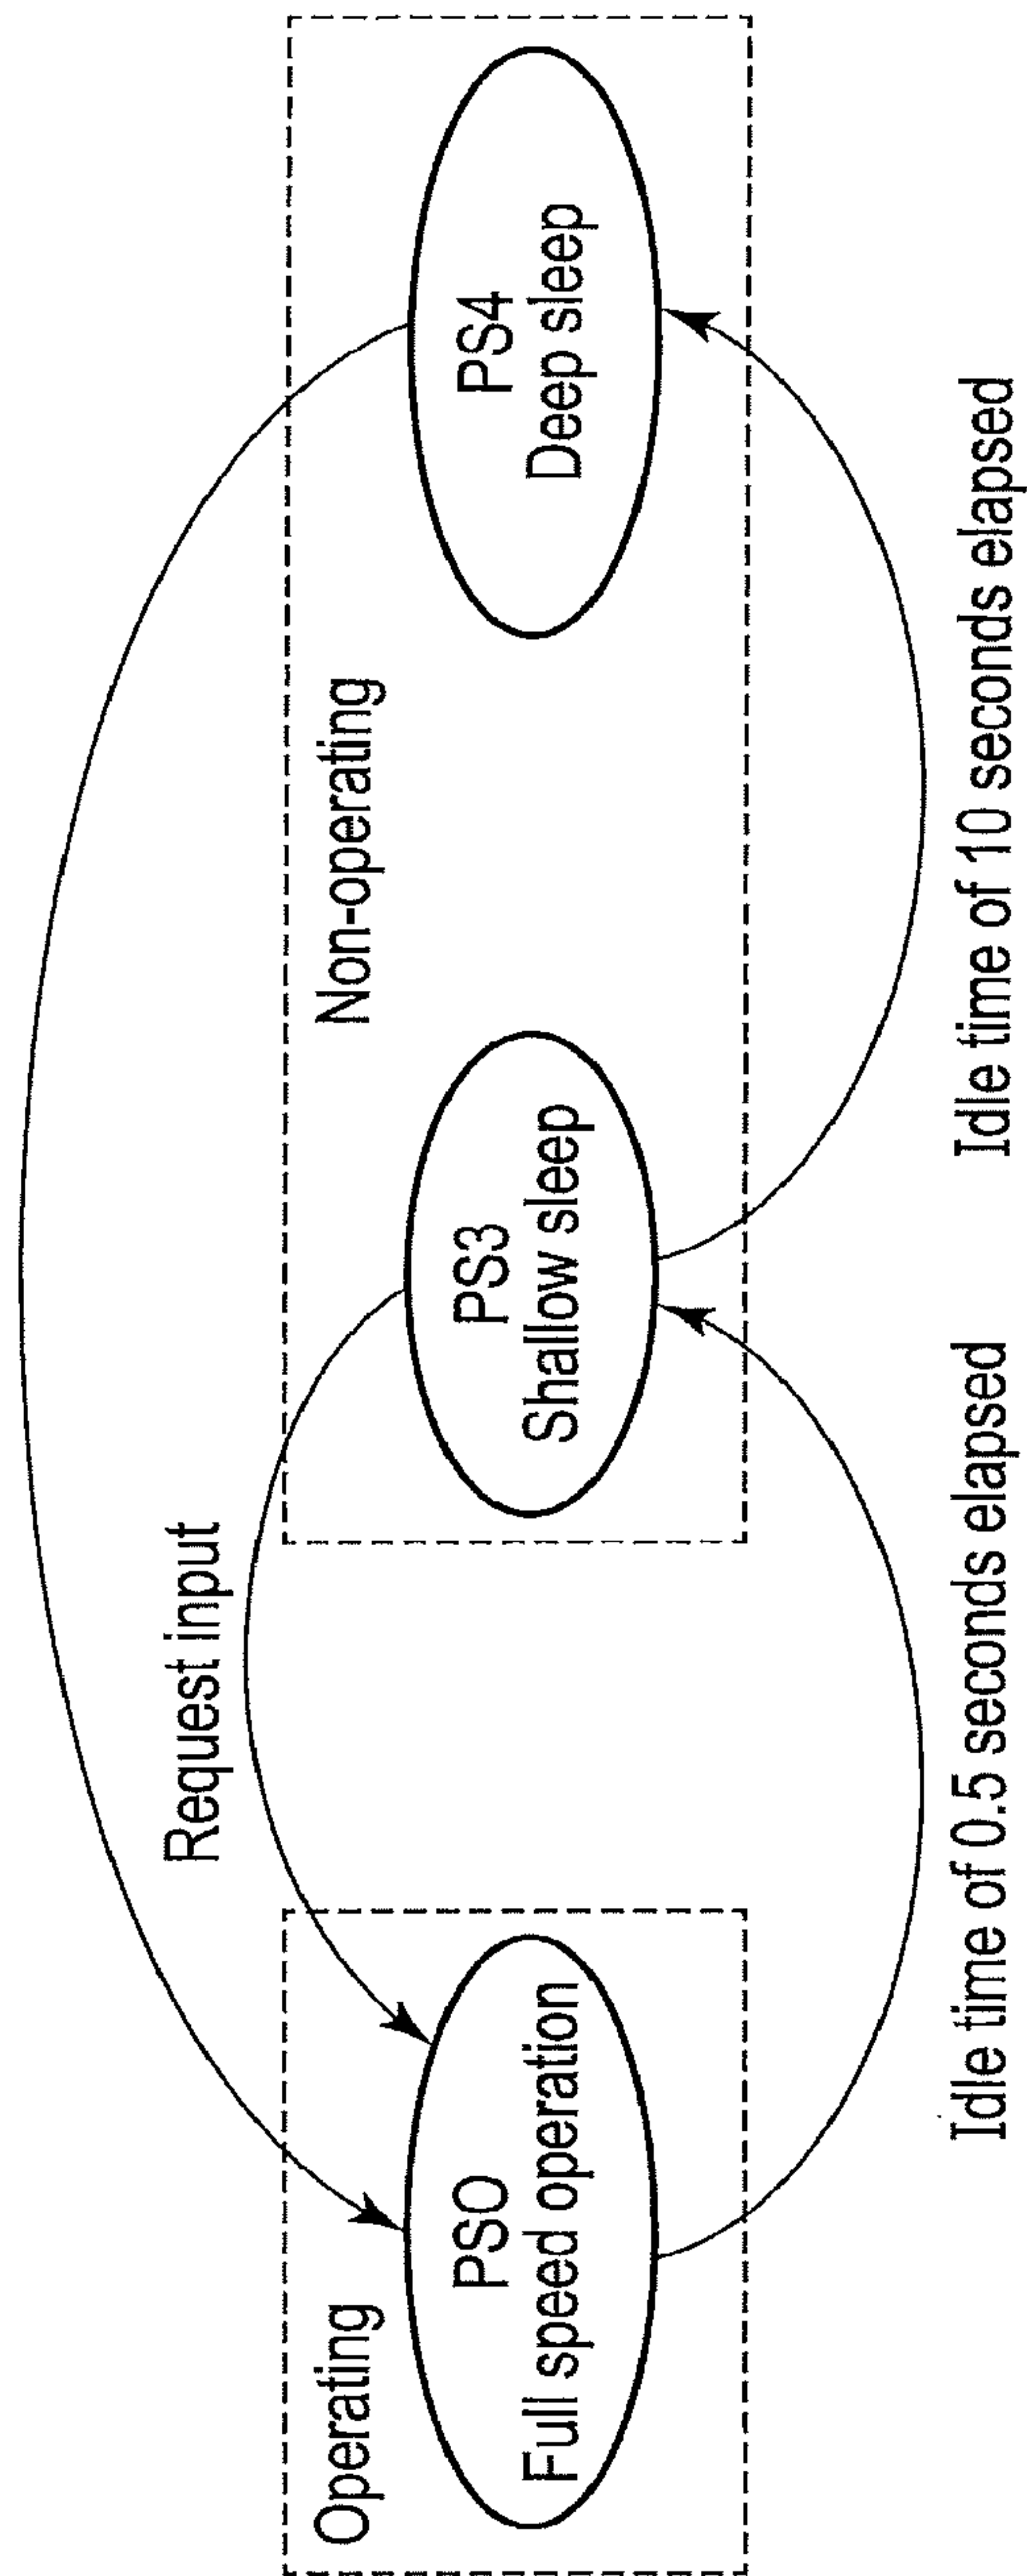 Request input
Operating
Non-operating
PS0
Full speed operation
PS3
Shallow sleep
PS4
Deep sleep
Idle time of 0.5 seconds elapsed
Idle time of 10 seconds elapsed